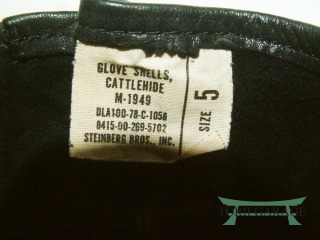 GLOVE SHELLS,
CATTLEHIDE
M-1949
DLA100-78-C-1058
8415-00-269-5702
STEINBERG BROS., INC.
SIZE 5